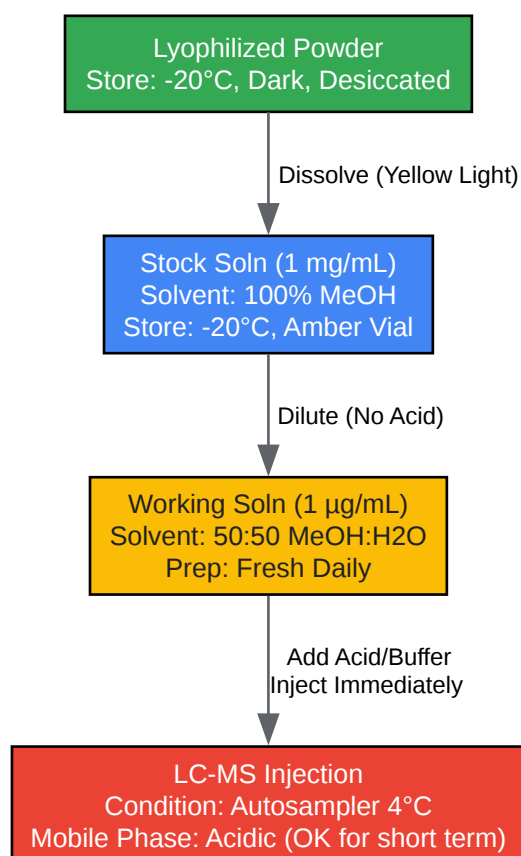 Lyophilized Powder
Store: -20°C, Dark, Desiccated
Dissolve (Yellow Light)
Stock Soln (1 mg/mL)
Solvent: 100% MeOH
Store: -20°C, Amber Vial
Dilute (No Acid)
Working Soln (1 µg/mL)
Solvent: 50:50 MeOH:H2O
Prep: Fresh Daily
Add Acid/Buffer
Inject Immediately
LC-MS Injection
Condition: Autosampler 4°C
Mobile Phase: Acidic (OK for short term)